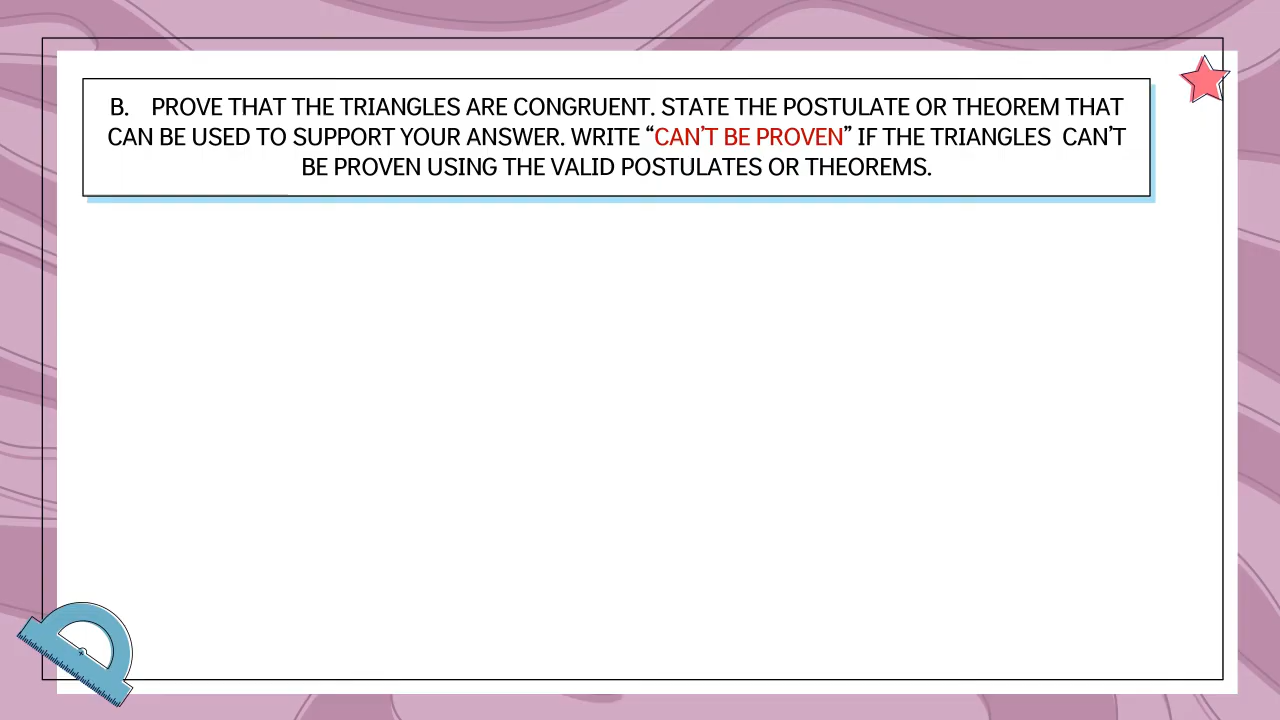 B. PROVE THAT THE TRIANGLES ARE CONGRUENT. STATE THE POSTULATE OR THEOREM THAT
CAN BE USED TO SUPPORT YOUR ANSWER. WRITE “CAN’T BE PROVEN” IF THE TRIANGLES CAN’T
BE PROVEN USING THE VALID POSTULATES OR THEOREMS.